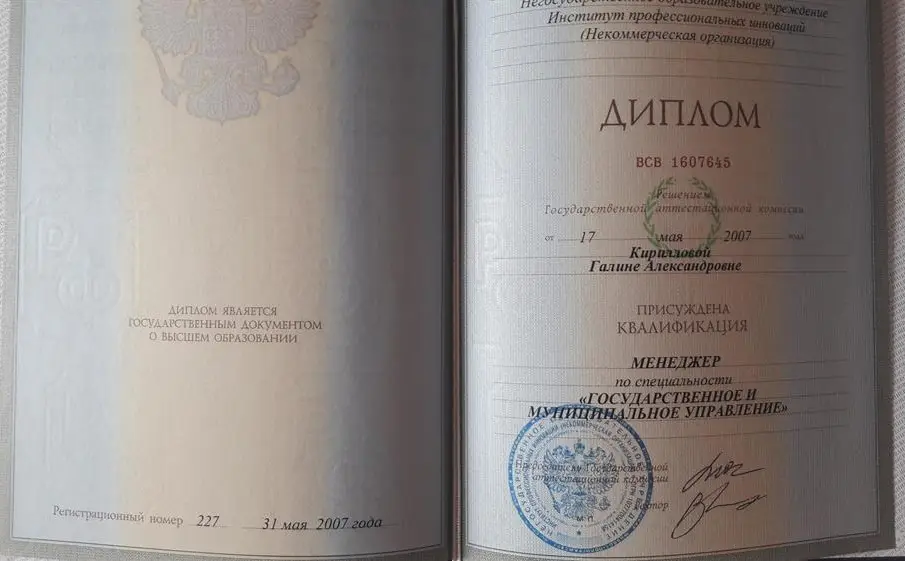 ДИПЛОМ ЯВЛЯЕТСЯ
ГОСУДАРСТВЕННЫМ ДОКУМЕНТОМ
О ВЫСШЕМ ОБРАЗОВАНИИ
Регистрационный номер 227 31 мая 2007 года
Негосударственное образовательное учреждение
Институт профессиональных инноваций
(Некоммерческая организация)
ДИПЛОМ
ВСВ 1607645
Решением
Государственной аттестационной комиссии
от 17 мая 2007 года
Кирилловой
Галине Александровне
ПРИСУЖДЕНА
КВАЛИФИКАЦИЯ
МЕНЕДЖЕР
по специальности
«ГОСУДАРСТВЕННОЕ И
МУНИЦИПАЛЬНОЕ УПРАВЛЕНИЕ»
Председатель Государственной
аттестационной комиссии
Ректор
М.П.